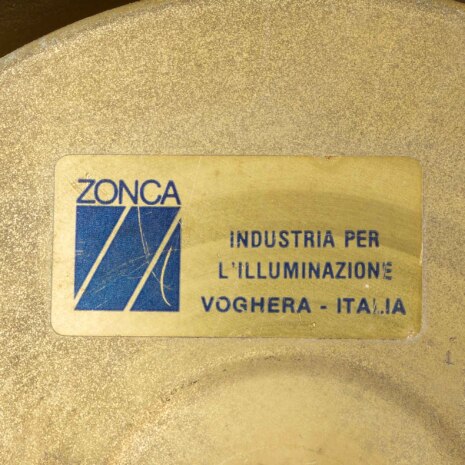 ZONCA
INDUSTRIA PER
L'ILLUMINAZIONE
VOGHERA - ITALIA